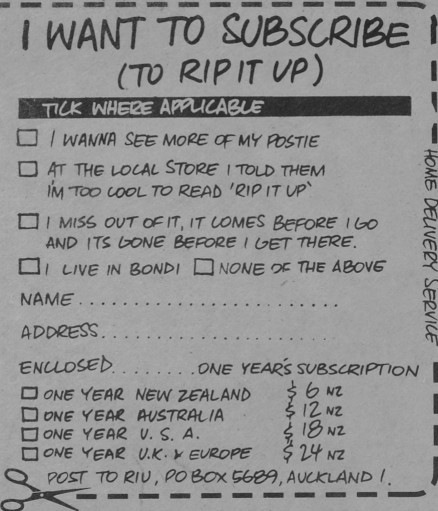 I WANT TO SUBSCRIBE
(TO RIP IT UP)
TICK WHERE APPLICABLE
I WANNA SEE MORE OF MY POSTIE
AT THE LOCAL STORE I TOLD THEM
I'M TOO COOL TO READ 'RIP IT UP'
I MISS OUT OF IT, IT COMES BEFORE I GO
AND ITS GONE BEFORE I GET THERE.
I LIVE IN BONDI NONE OF THE ABOVE
NAME..........................
ADDRESS........................
ENCLOSED.........ONE YEAR'S SUBSCRIPTION
ONE YEAR NEW ZEALAND $6 NZ
ONE YEAR AUSTRALIA $12 NZ
ONE YEAR U.S.A. $18 NZ
ONE YEAR U.K. & EUROPE $24 NZ
POST TO RIU, PO BOX 5689, AUCKLAND 1.
HOME DELIVERY SERVICE